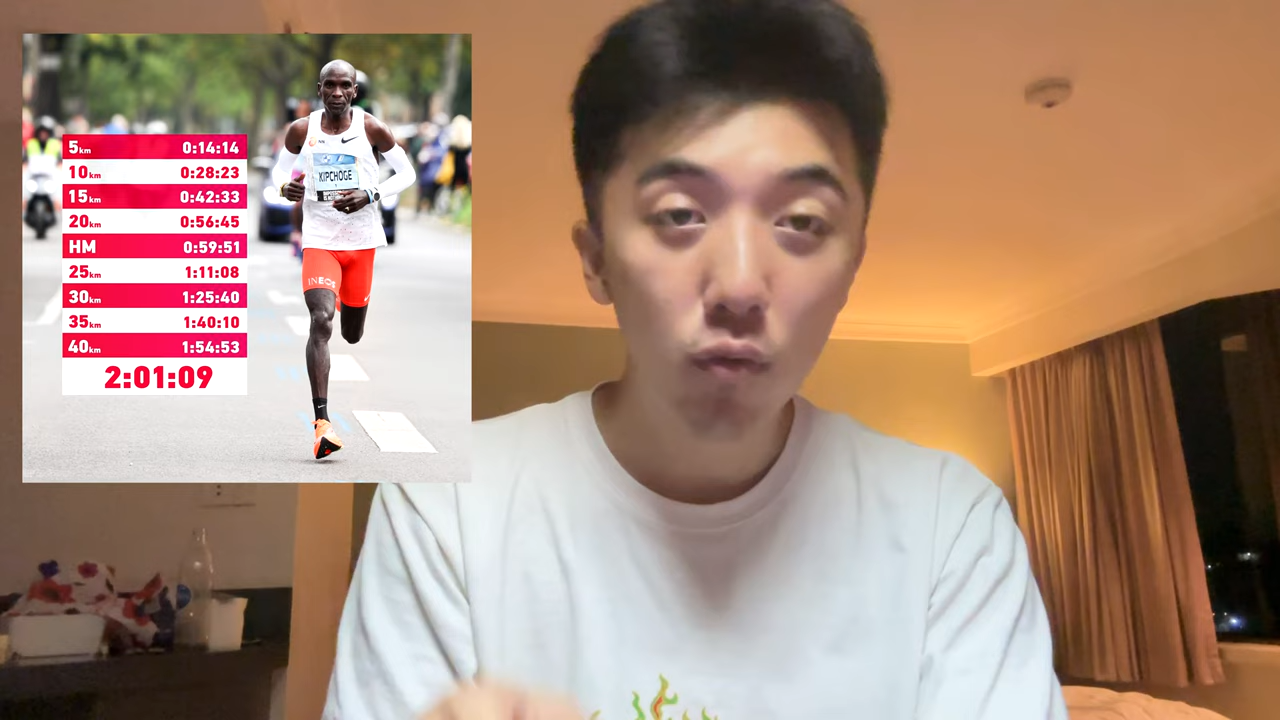 5km 0:14:14
10km 0:28:23
15km 0:42:33
20km 0:56:45
HM 0:59:51
25km 1:11:08
30km 1:25:40
35km 1:40:10
40km 1:54:53
2:01:09
KIPCHOGE
INEOS